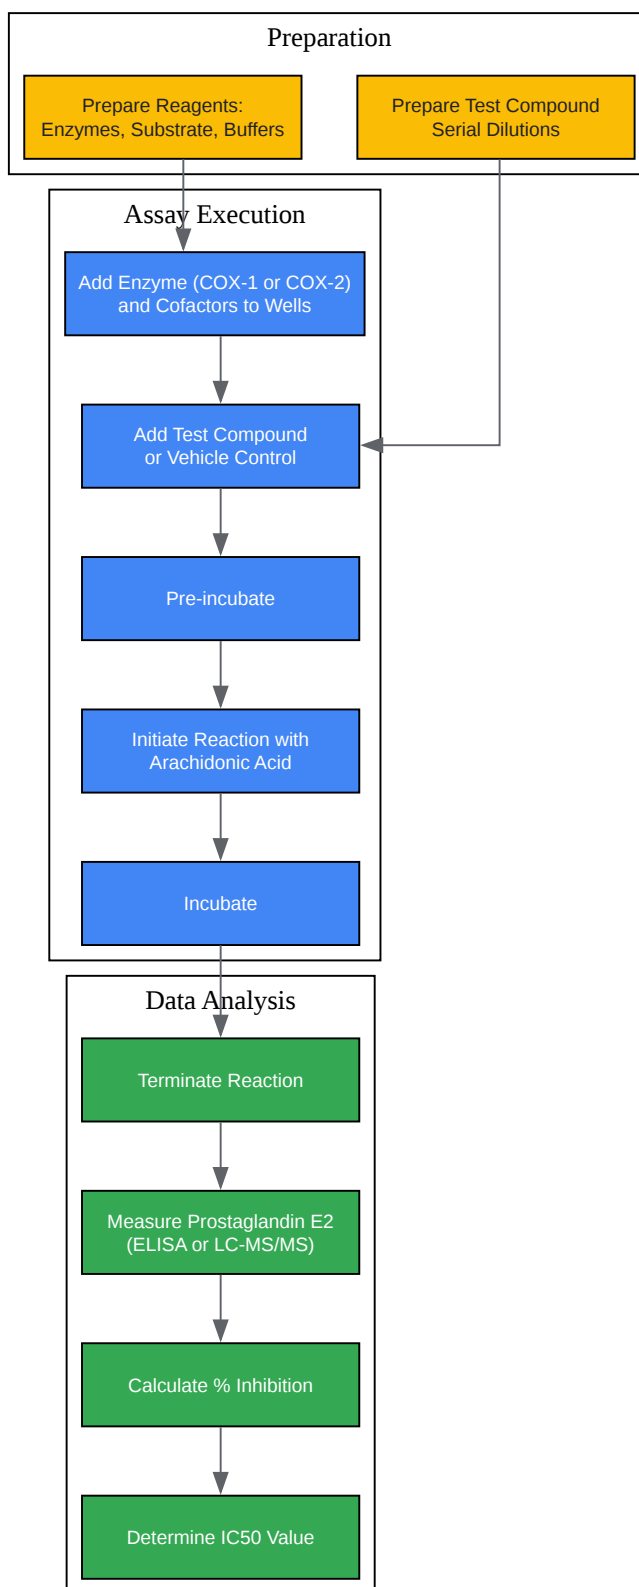 Preparation
Prepare Reagents:
Enzymes, Substrate, Buffers
Prepare Test Compound
Serial Dilutions
Assay Execution
Add Enzyme (COX-1 or COX-2)
and Cofactors to Wells
Add Test Compound
or Vehicle Control
Pre-incubate
Initiate Reaction with
Arachidonic Acid
Incubate
Data Analysis
Terminate Reaction
Measure Prostaglandin E2
(ELISA or LC-MS/MS)
Calculate % Inhibition
Determine IC50 Value